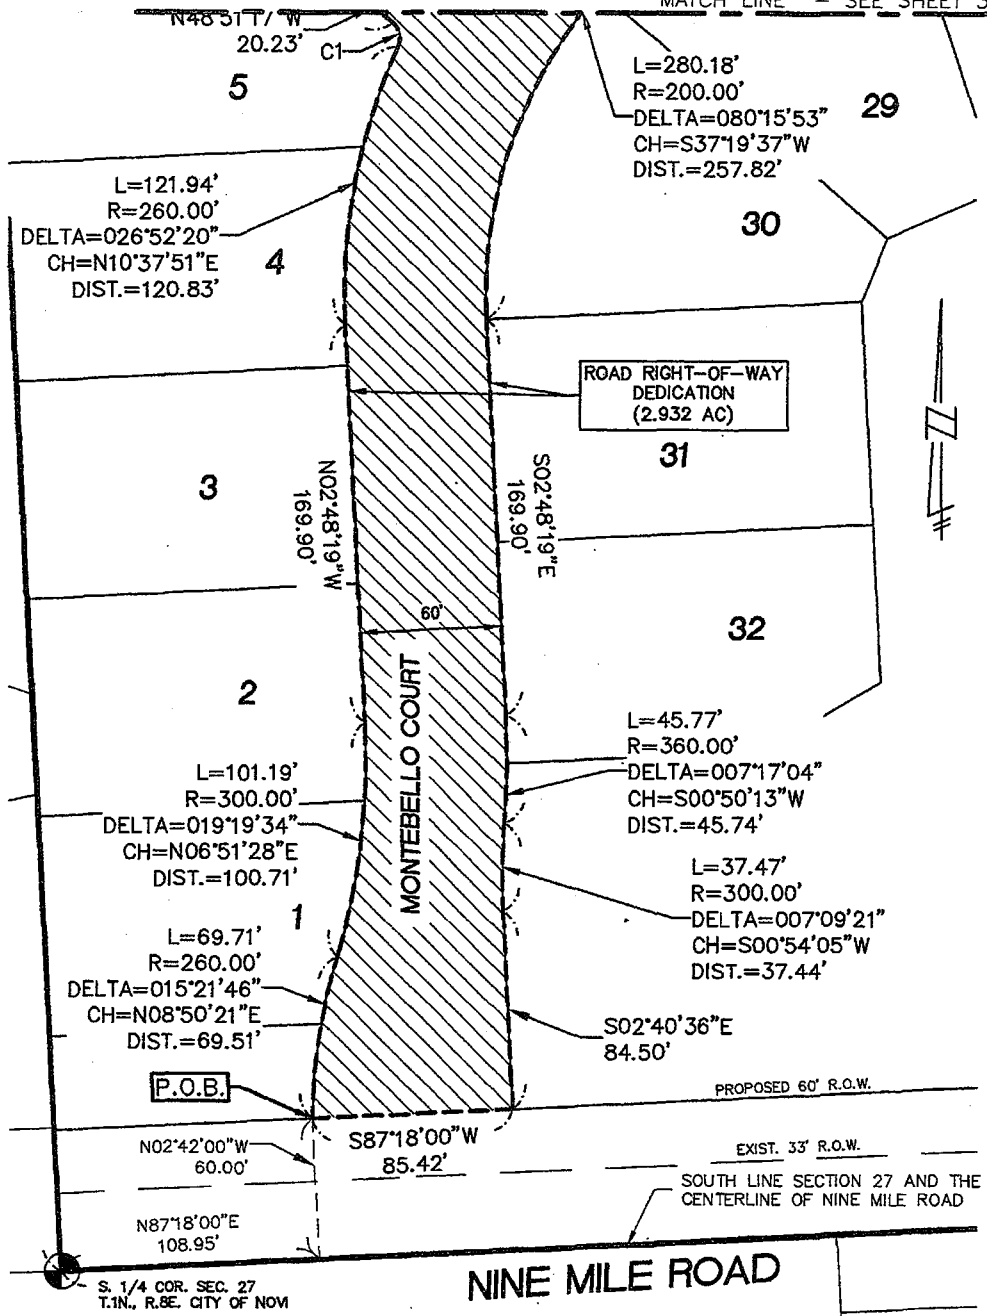 MATCH LINE – SEE SHEET 3
N48°31'17"W
20.23'
C1
5
L=280.18'
R=200.00'
DELTA=080°15'53"
CH=S37°19'37"W
DIST.=257.82'
29
L=121.94'
R=260.00'
DELTA=026°52'20"
CH=N10°37'51"E
DIST.=120.83'
4
30
ROAD RIGHT-OF-WAY
DEDICATION
(2.932 AC)
31
3
N02°48'19"W
169.90'
S02°48'19"E
169.90'
N
60'
32
2
MONTEBELLO COURT
L=45.77'
R=360.00'
DELTA=007°17'04"
CH=S00°50'13"W
DIST.=45.74'
L=101.19'
R=300.00'
DELTA=019°19'34"
CH=N06°51'28"E
DIST.=100.71'
L=37.47'
R=300.00'
DELTA=007°09'21"
CH=S00°54'05"W
DIST.=37.44'
1
L=69.71'
R=260.00'
DELTA=015°21'46"
CH=N08°50'21"E
DIST.=69.51'
S02°40'36"E
84.50'
P.O.B.
PROPOSED 60' R.O.W.
N02°42'00"W
60.00'
S87°18'00"W
85.42'
EXIST. 33' R.O.W.
SOUTH LINE SECTION 27 AND THE
CENTERLINE OF NINE MILE ROAD
N87°18'00"E
108.95'
NINE MILE ROAD
S. 1/4 COR. SEC. 27
T.1N., R.8E. CITY OF NOVI